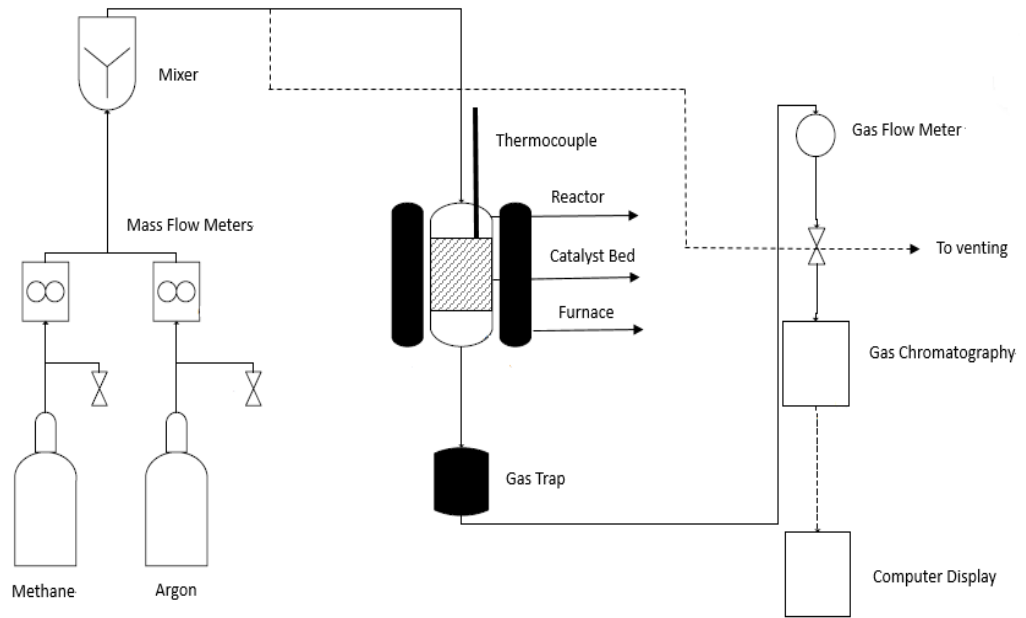 Mixer
Gas Flow Meter
Thermocouple
Reactor
Mass Flow Meters
To venting
Catalyst Bed
Furnace
Gas Chromatography
Gas Trap
Computer Display
Methane
Argon